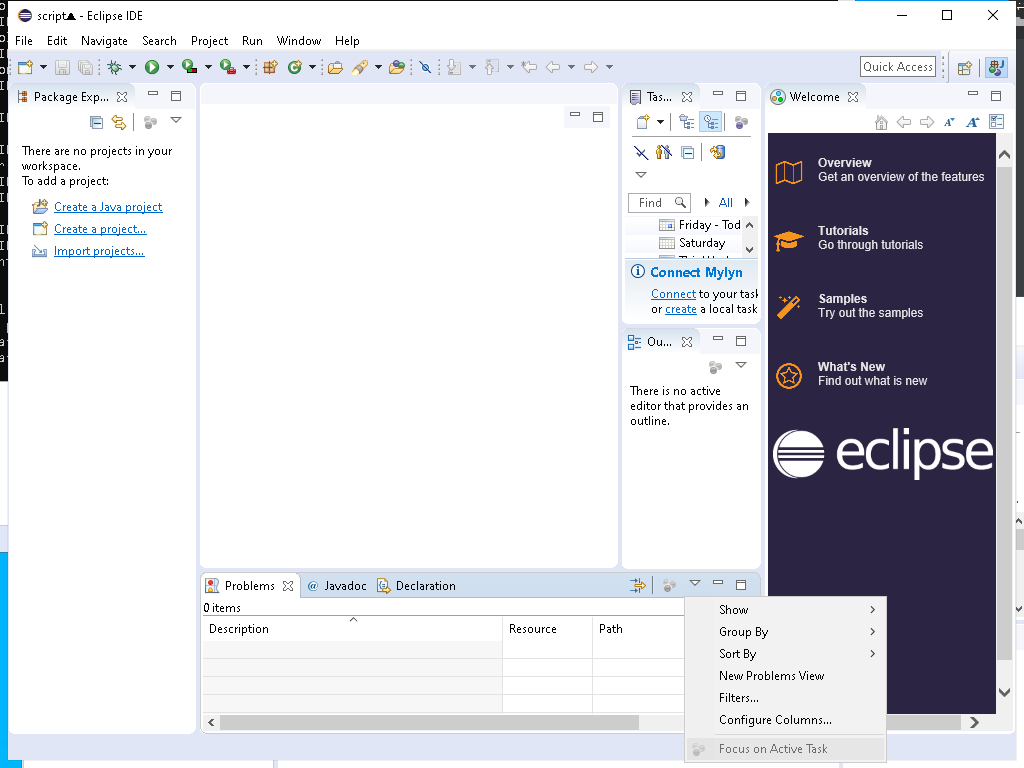 script▲ - Eclipse IDE
File Edit Navigate Search Project Run Window Help
Quick Access
Package Exp...
There are no projects in your
workspace.
To add a project:
Create a Java project
Create a project...
Import projects...
Tas...
Find
All
Friday - Tod
Saturday
Connect Mylyn
Connect to your task
or create a local task
Ou...
There is no active
editor that provides an
outline.
Welcome
Overview
Get an overview of the features
Tutorials
Go through tutorials
Samples
Try out the samples
What's New
Find out what is new
eclipse
Problems @ Javadoc Declaration
0 items
Description Resource Path
Show
Group By
Sort By
New Problems View
Filters...
Configure Columns...
Focus on Active Task